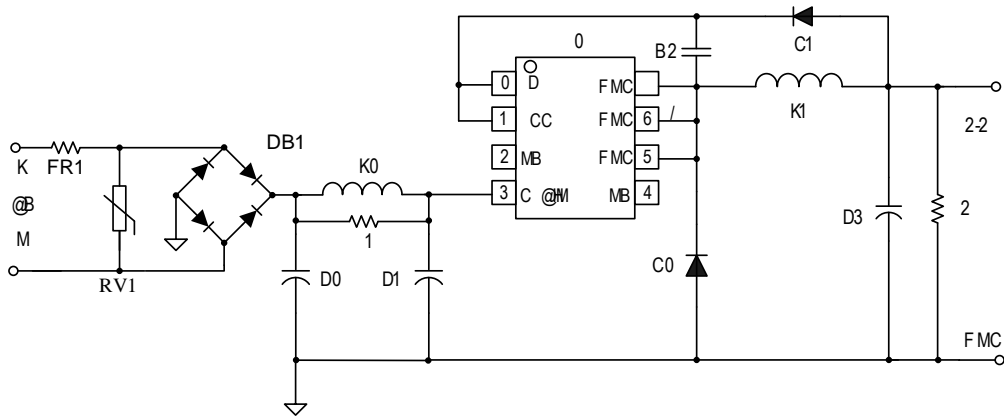 0
C1
B2
0 D FMC
1 CC FMC 6 /
2 MB FMC 5
3 C @HM MB 4
K1
2-2
DB1
K0
K FR1
@B
M
RV1
1
D0 D1
C0
D3
2
FMC